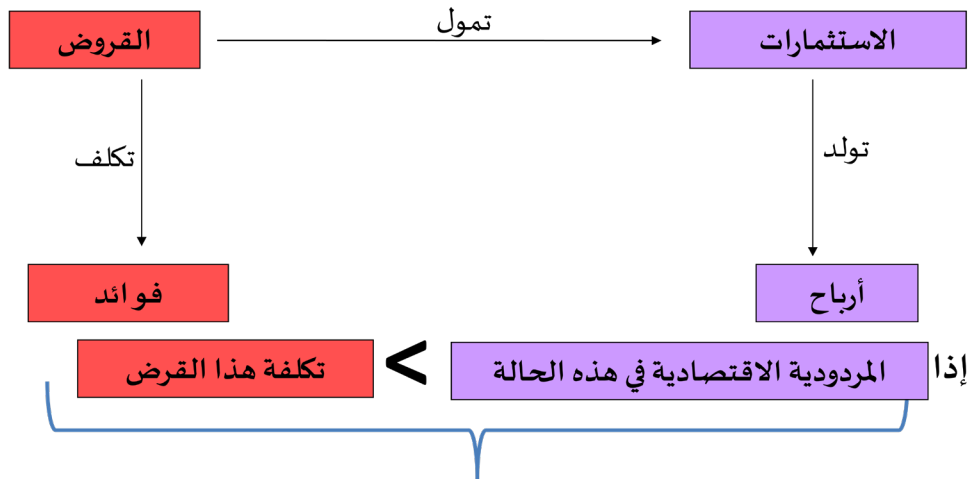 القروض
تمول
الاستثمارات
تكلف
تولد
فوائد
أرباح
إذا المردودية الاقتصادية في هذه الحالة < تكلفة هذا القرض